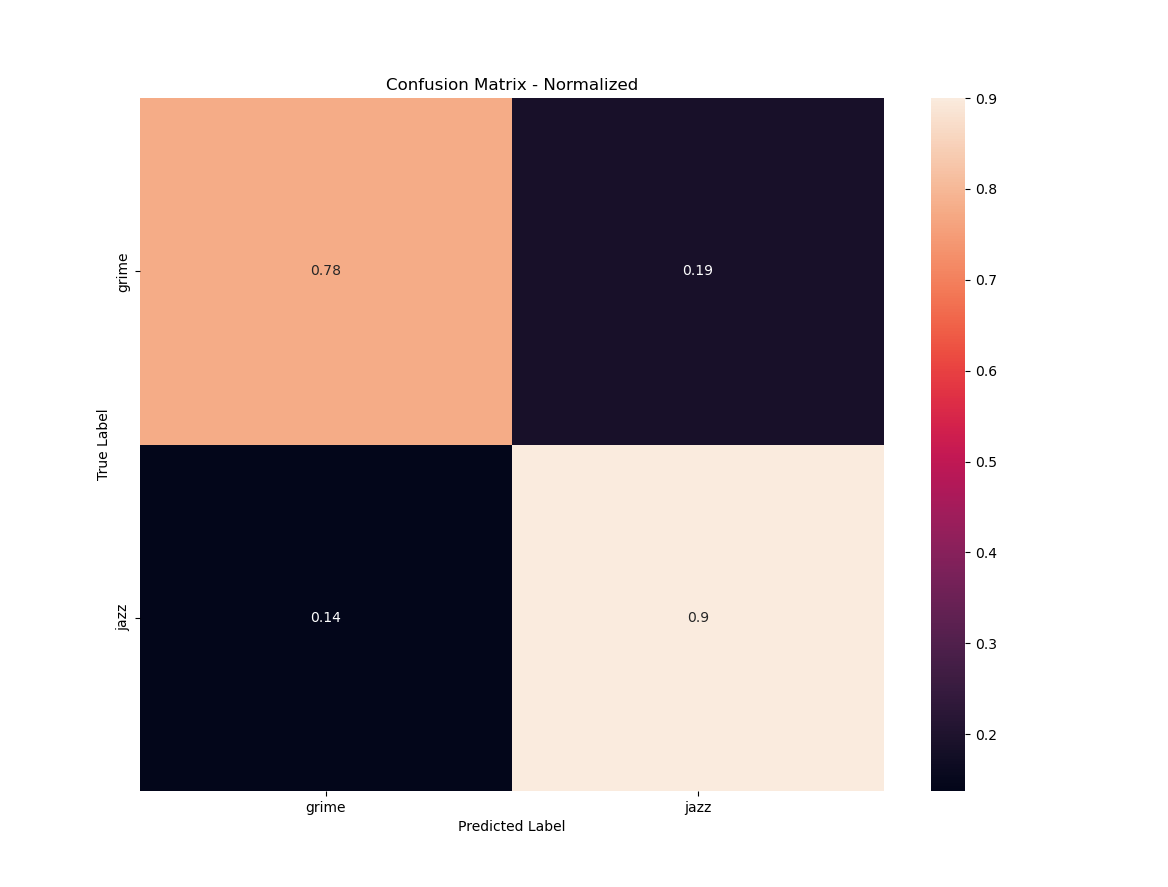 Confusion Matrix - Normalized
True Label
grime
0.78
0.19
jazz
0.14
0.9
grime
jazz
Predicted Label
0.9
0.8
0.7
0.6
0.5
0.4
0.3
0.2